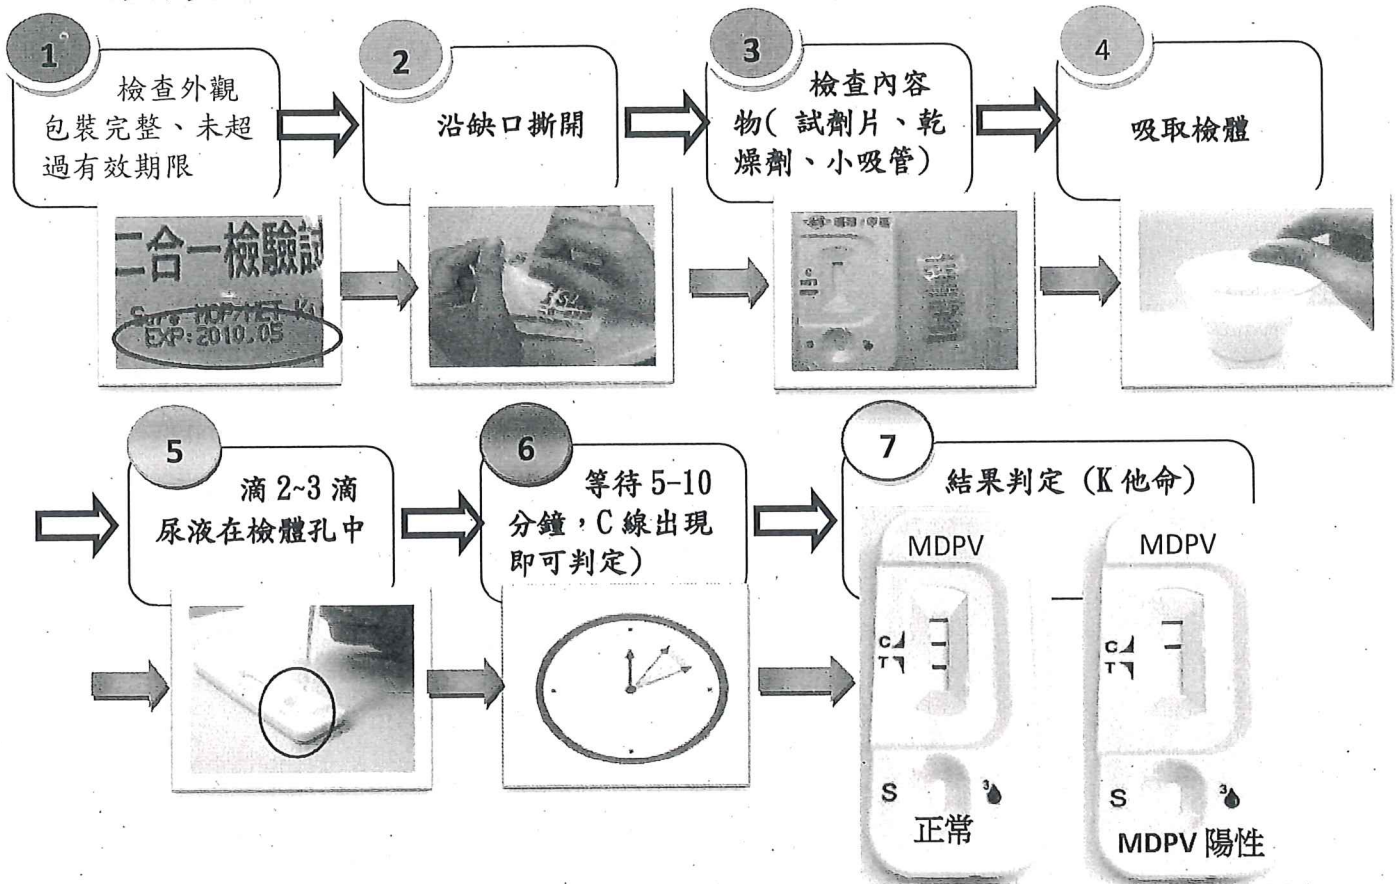 1
檢查外觀
包裝完整、未超
過有效期限
2
沿缺口撕開
3
檢查內容
物( 試劑片、乾
燥劑、小吸管)
4
吸取檢體
二合一檢驗試
MOP/MET
EXP:2010.05
5
滴 2~3 滴
尿液在檢體孔中
6
等待 5-10
分鐘，C 線出現
即可判定)
7
結果判定 (K 他命)
MDPV
C
T
S
3
正常
MDPV
C
T
S
3
MDPV 陽性